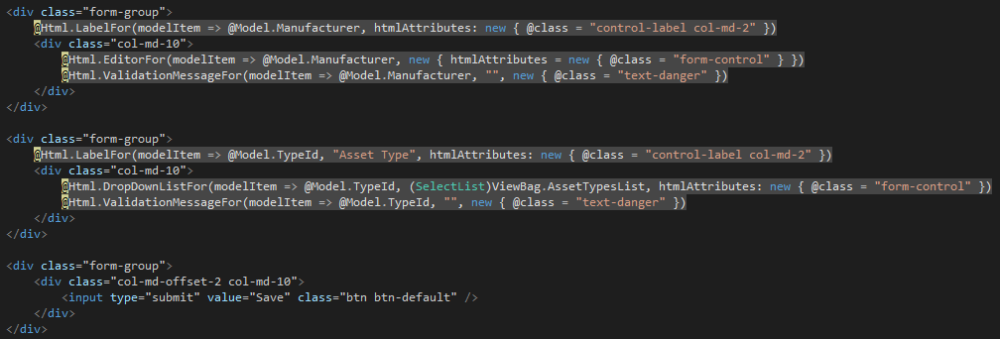 <div class="form-group">
    @Html.LabelFor(modelItem => @Model.Manufacturer, htmlAttributes: new { @class = "control-label col-md-2" })
    <div class="col-md-10">
        @Html.EditorFor(modelItem => @Model.Manufacturer, new { htmlAttributes = new { @class = "form-control" } })
        @Html.ValidationMessageFor(modelItem => @Model.Manufacturer, "", new { @class = "text-danger" })
    </div>
</div>

<div class="form-group">
    @Html.LabelFor(modelItem => @Model.TypeId, "Asset Type", htmlAttributes: new { @class = "control-label col-md-2" })
    <div class="col-md-10">
        @Html.DropDownListFor(modelItem => @Model.TypeId, (SelectList)ViewBag.AssetTypesList, htmlAttributes: new { @class = "form-control" })
        @Html.ValidationMessageFor(modelItem => @Model.TypeId, "", new { @class = "text-danger" })
    </div>
</div>

<div class="form-group">
    <div class="col-md-offset-2 col-md-10">
        <input type="submit" value="Save" class="btn btn-default" />
    </div>
</div>